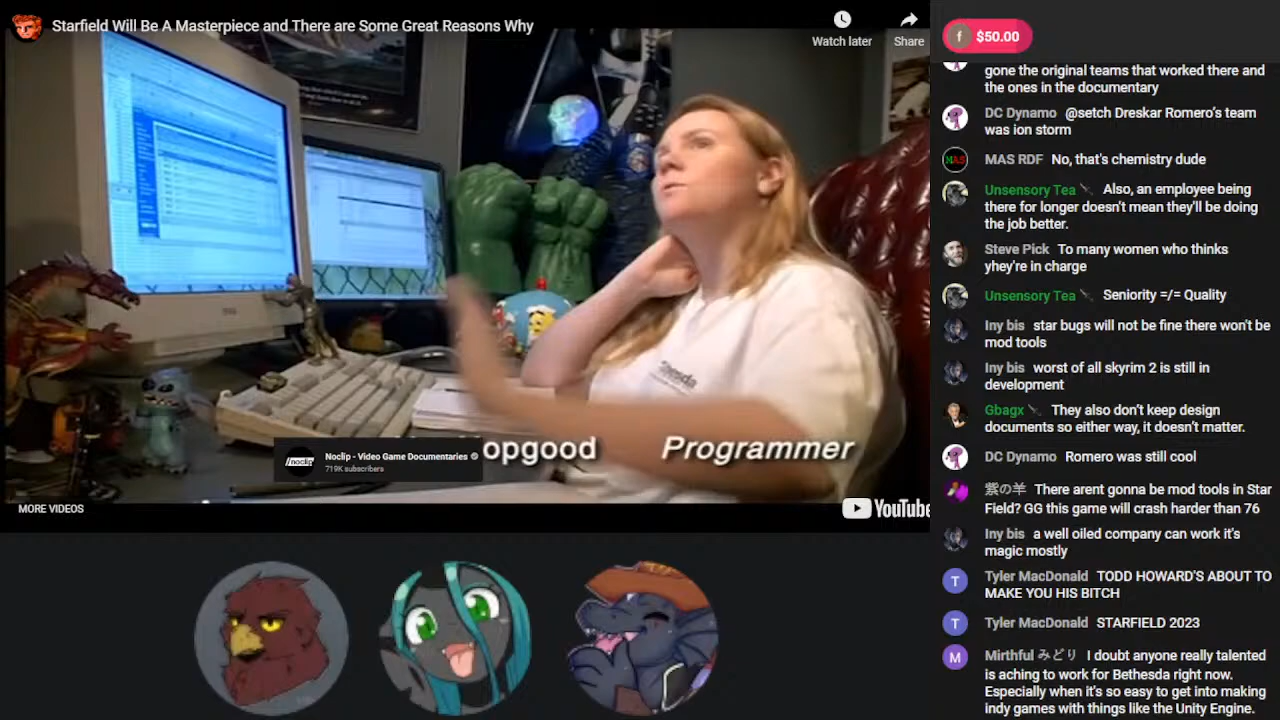 Starfield Will Be A Masterpiece and There are Some Great Reasons Why
Watch later
Share
opgood
Programmer
/noclip
Noclip - Video Game Documentaries
719K subscribers
MORE VIDEOS
YouTube
$50.00
gone the original teams that worked there and
the ones in the documentary
DC Dynamo @setch Dreskar Romero's team
was ion storm
MAS
MAS RDF No, that's chemistry dude
Unsensory Tea Also, an employee being
there for longer doesn't mean they'll be doing
the job better.
Steve Pick To many women who thinks
yhey're in charge
Unsensory Tea Seniority =/= Quality
Iny bis star bugs will not be fine there won't be
mod tools
Iny bis worst of all skyrim 2 is still in
development
Gbagx They also don't keep design
documents so either way, it doesn't matter.
DC Dynamo Romero was still cool
紫の羊 There arent gonna be mod tools in Star
Field? GG this game will crash harder than 76
Iny bis a well oiled company can work it's
magic mostly
T
Tyler MacDonald TODD HOWARD'S ABOUT TO
MAKE YOU HIS BITCH
T
Tyler MacDonald STARFIELD 2023
M
Mirthful みどり I doubt anyone really talented
is aching to work for Bethesda right now.
Especially when it's so easy to get into making
indy games with things like the Unity Engine.